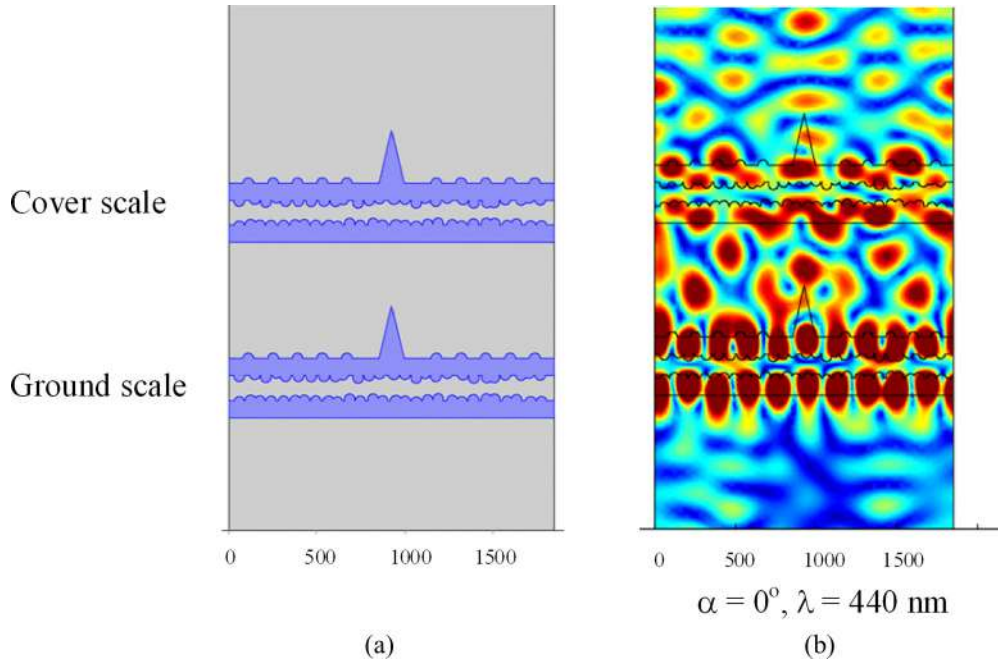 Cover scale
Ground scale
0 500 1000 1500
0 500 1000 1500
α = 0°, λ = 440 nm
(a) (b)